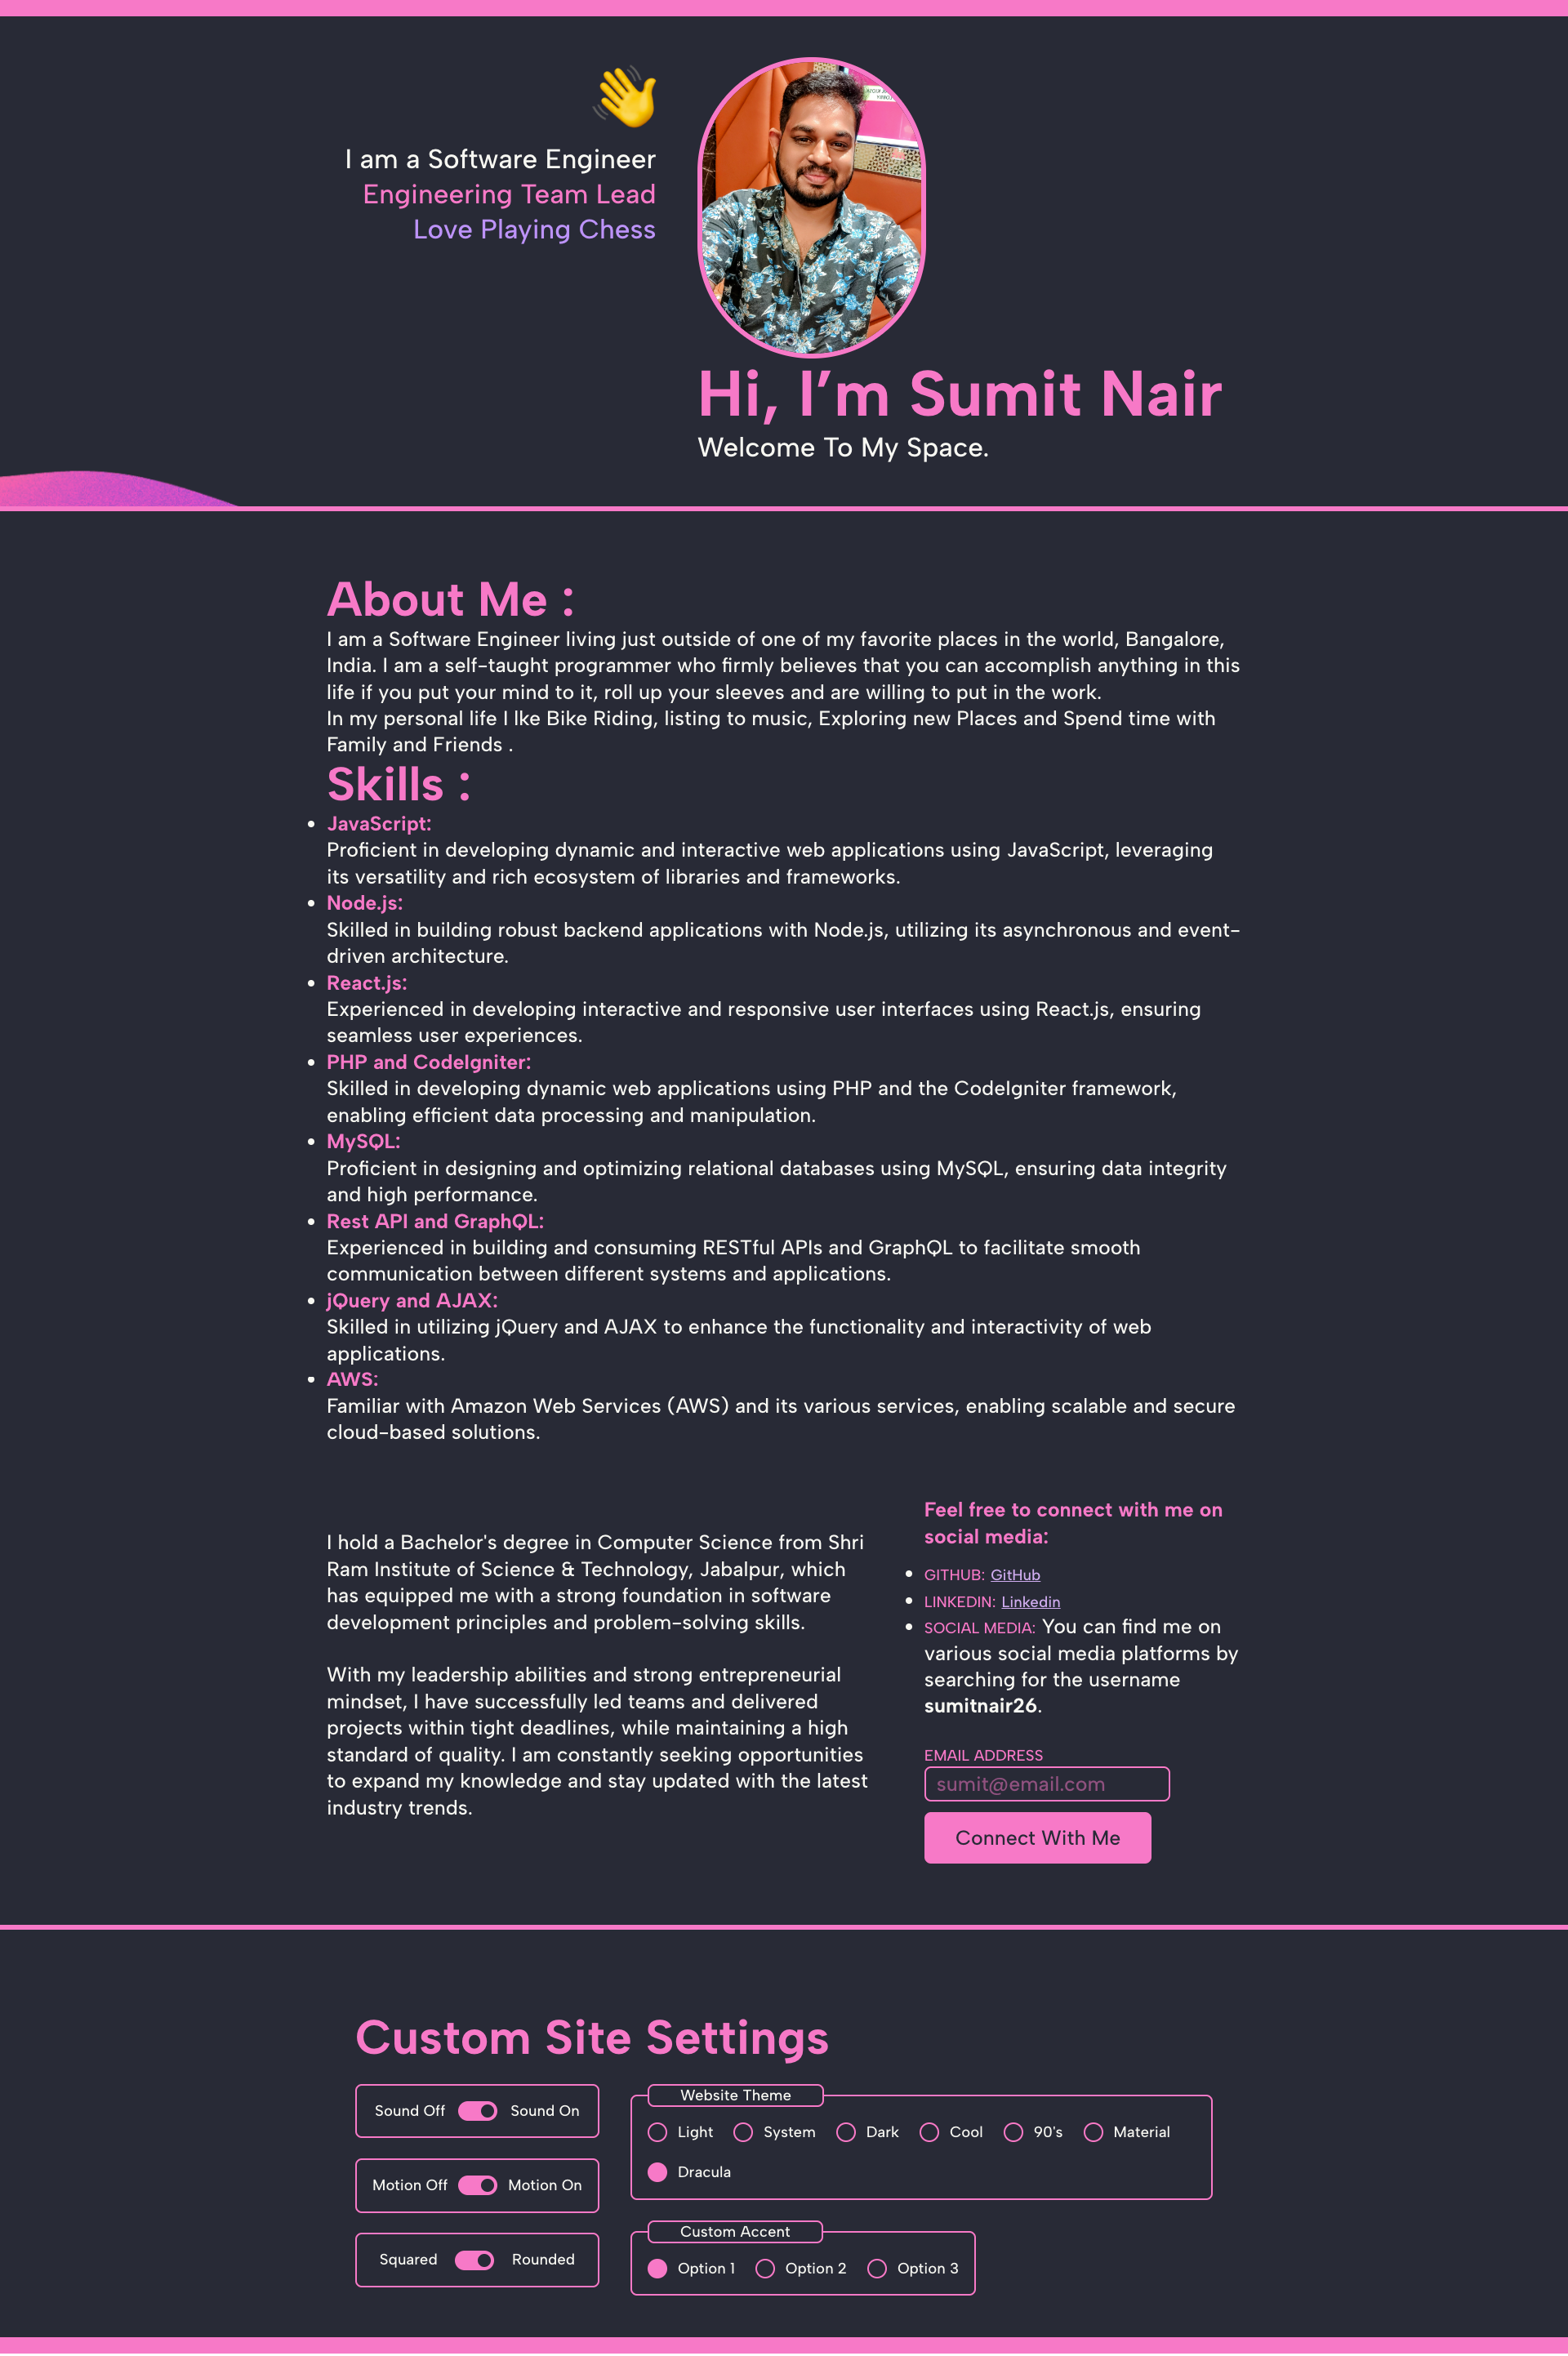 I am a Software Engineer
Engineering Team Lead
Love Playing Chess
Hi, I’m Sumit Nair
Welcome To My Space.
About Me :
I am a Software Engineer living just outside of one of my favorite places in the world, Bangalore,
India. I am a self-taught programmer who firmly believes that you can accomplish anything in this
life if you put your mind to it, roll up your sleeves and are willing to put in the work.
In my personal life I lke Bike Riding, listing to music, Exploring new Places and Spend time with
Family and Friends .
Skills :
JavaScript:
Proficient in developing dynamic and interactive web applications using JavaScript, leveraging
its versatility and rich ecosystem of libraries and frameworks.
Node.js:
Skilled in building robust backend applications with Node.js, utilizing its asynchronous and event-
driven architecture.
React.js:
Experienced in developing interactive and responsive user interfaces using React.js, ensuring
seamless user experiences.
PHP and CodeIgniter:
Skilled in developing dynamic web applications using PHP and the CodeIgniter framework,
enabling efficient data processing and manipulation.
MySQL:
Proficient in designing and optimizing relational databases using MySQL, ensuring data integrity
and high performance.
Rest API and GraphQL:
Experienced in building and consuming RESTful APIs and GraphQL to facilitate smooth
communication between different systems and applications.
jQuery and AJAX:
Skilled in utilizing jQuery and AJAX to enhance the functionality and interactivity of web
applications.
AWS:
Familiar with Amazon Web Services (AWS) and its various services, enabling scalable and secure
cloud-based solutions.
I hold a Bachelor's degree in Computer Science from Shri
Ram Institute of Science & Technology, Jabalpur, which
has equipped me with a strong foundation in software
development principles and problem-solving skills.
With my leadership abilities and strong entrepreneurial
mindset, I have successfully led teams and delivered
projects within tight deadlines, while maintaining a high
standard of quality. I am constantly seeking opportunities
to expand my knowledge and stay updated with the latest
industry trends.
Feel free to connect with me on
social media:
GITHUB: GitHub
LINKEDIN: Linkedin
SOCIAL MEDIA: You can find me on
various social media platforms by
searching for the username
sumitnair26.
EMAIL ADDRESS
sumit@email.com
Connect With Me
Custom Site Settings
Sound Off Sound On
Motion Off Motion On
Squared Rounded
Website Theme
Light System Dark Cool 90's Material
Dracula
Custom Accent
Option 1 Option 2 Option 3